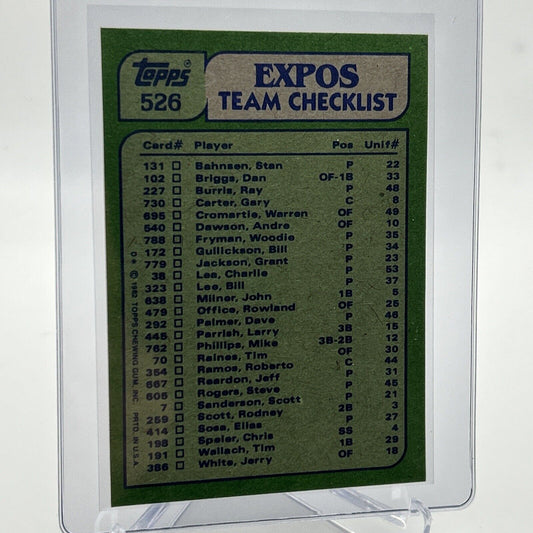 topps ®
526
EXPOS
TEAM CHECKLIST
Card# Player Pos Unif#
131 Bahnsen, Stan P 22
102 Briggs, Dan OF-1B 33
227 Burris, Ray P 48
730 Carter, Gary C 8
695 Cromartie, Warren OF 49
540 Dawson, Andre OF 10
788 Fryman, Woodie P 35
172 Gullickson, Bill P 34
779 Jackson, Grant P 23
38 Lea, Charlie P 53
323 Lee, Bill P 37
638 Milner, John 1B 5
479 Office, Rowland OF 25
292 Palmer, Dave P 46
445 Parrish, Larry 3B 15
762 Phillips, Mike 3B-2B 12
70 Raines, Tim OF 30
354 Ramos, Roberto C 44
667 Reardon, Jeff P 31
605 Rogers, Steve P 45
7 Sanderson, Scott P 21
259 Scott, Rodney 2B 3
414 Sosa, Elias P 27
198 Speier, Chris SS 4
191 Wallach, Tim 1B 29
386 White, Jerry OF 18
D* © 1982 TOPPS CHEWING GUM, INC. PRTD. IN U.S.A.